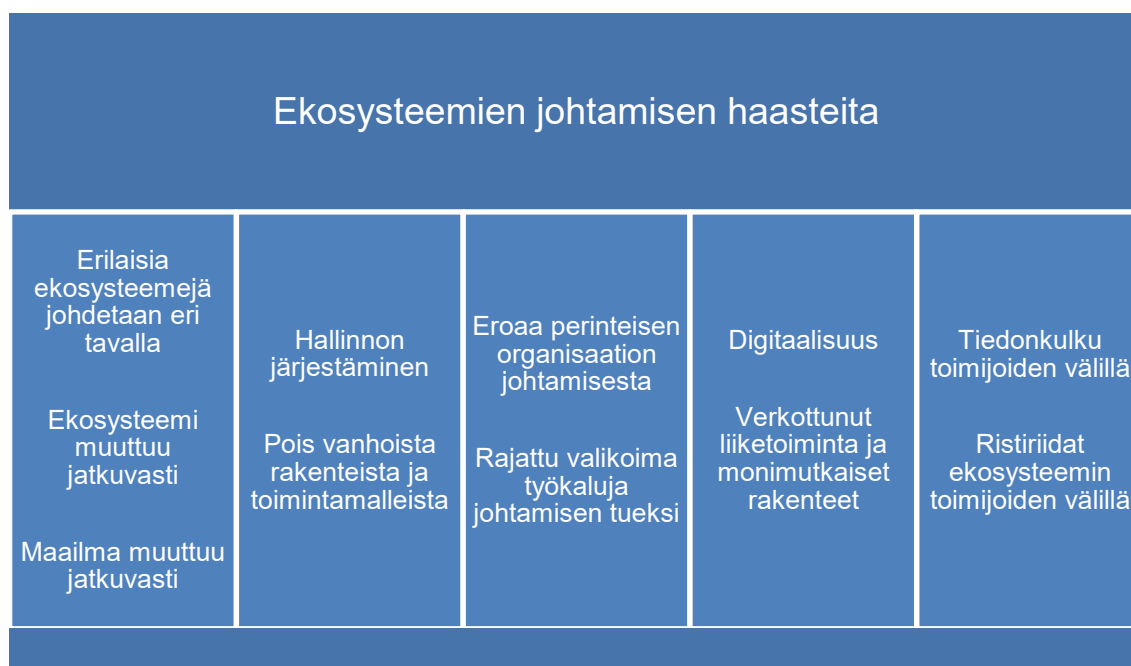 Ekosysteemien johtamisen haasteita
Erilaisia
ekosysteemejä
johdetaan eri
tavalla
Ekosysteemi
muuttuu
jatkuvasti
Maailma muuttuu
jatkuvasti
Hallinnon
järjestäminen
Pois vanhoista
rakenteista ja
toimintamalleista
Eroaa perinteisen
organisaation
johtamisesta
Rajattu valikoima
työkaluja
johtamisen tueksi
Digitaalisuus
Verkottunut
liiketoiminta ja
monimutkaiset
rakenteet
Tiedonkulku
toimijoiden välillä
Ristiriidat
ekosysteemin
toimijoiden välillä